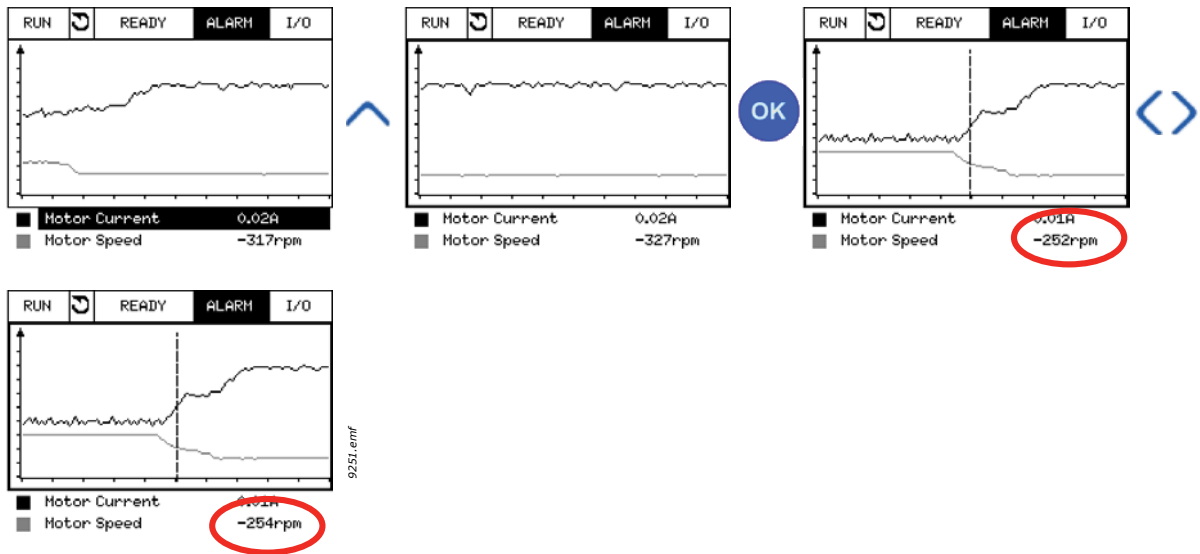 RUN READY ALARM I/O
Motor Current 0.02A
Motor Speed -317rpm
RUN READY ALARM I/O
Motor Current 0.02A
Motor Speed -327rpm
OK
RUN READY ALARM I/O
Motor Current 0.01A
Motor Speed -252rpm
RUN READY ALARM I/O
Motor Current 0.01A
Motor Speed -254rpm
9251.emf